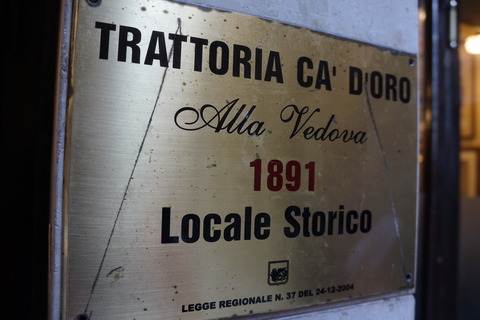 TRATTORIA CA' D'ORO
Alla Vedova
1891
Locale Storico
LEGGE REGIONALE N. 37 DEL 24-12-2004